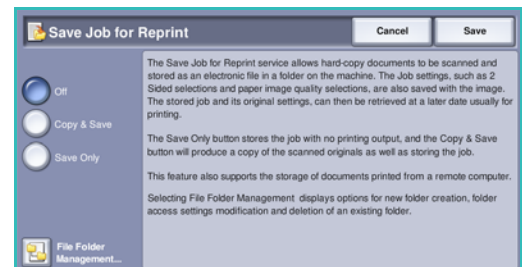 Save Job for Reprint
Cancel
Save
Off
Copy & Save
Save Only
File Folder
Management...
The Save Job for Reprint service allows hard-copy documents to be scanned and
stored as an electronic file in a folder on the machine. The Job settings, such as 2
Sided selections and paper image quality selections, are also saved with the image.
The stored job and its original settings, can then be retrieved at a later date usually for
printing.
The Save Only button stores the job with no printing output, and the Copy & Save
button will produce a copy of the scanned originals as well as storing the job.
This feature also supports the storage of documents printed from a remote computer.
Selecting File Folder Management displays options for new folder creation, folder
access settings modification and deletion of an existing folder.